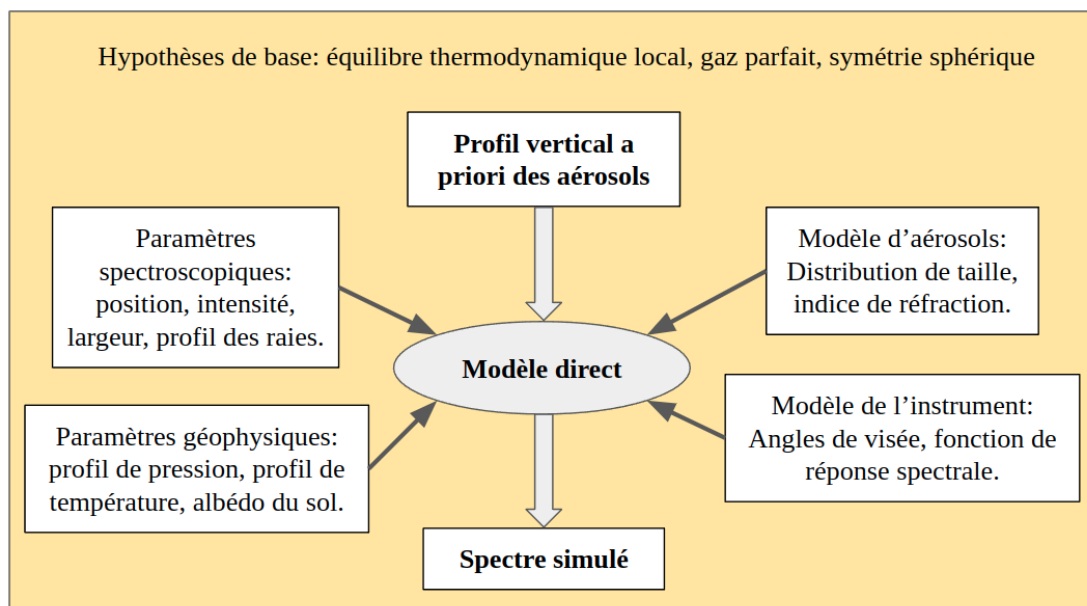 Hypothèses de base: équilibre thermodynamique local, gaz parfait, symétrie sphérique
Profil vertical a
priori des aérosols
Paramètres
spectroscopiques:
position, intensité,
largeur, profil des raies.
Modèle d’aérosols:
Distribution de taille,
indice de réfraction.
Modèle direct
Paramètres géophysiques:
profil de pression, profil de
température, albédo du sol.
Modèle de l’instrument:
Angles de visée, fonction de
réponse spectrale.
Spectre simulé